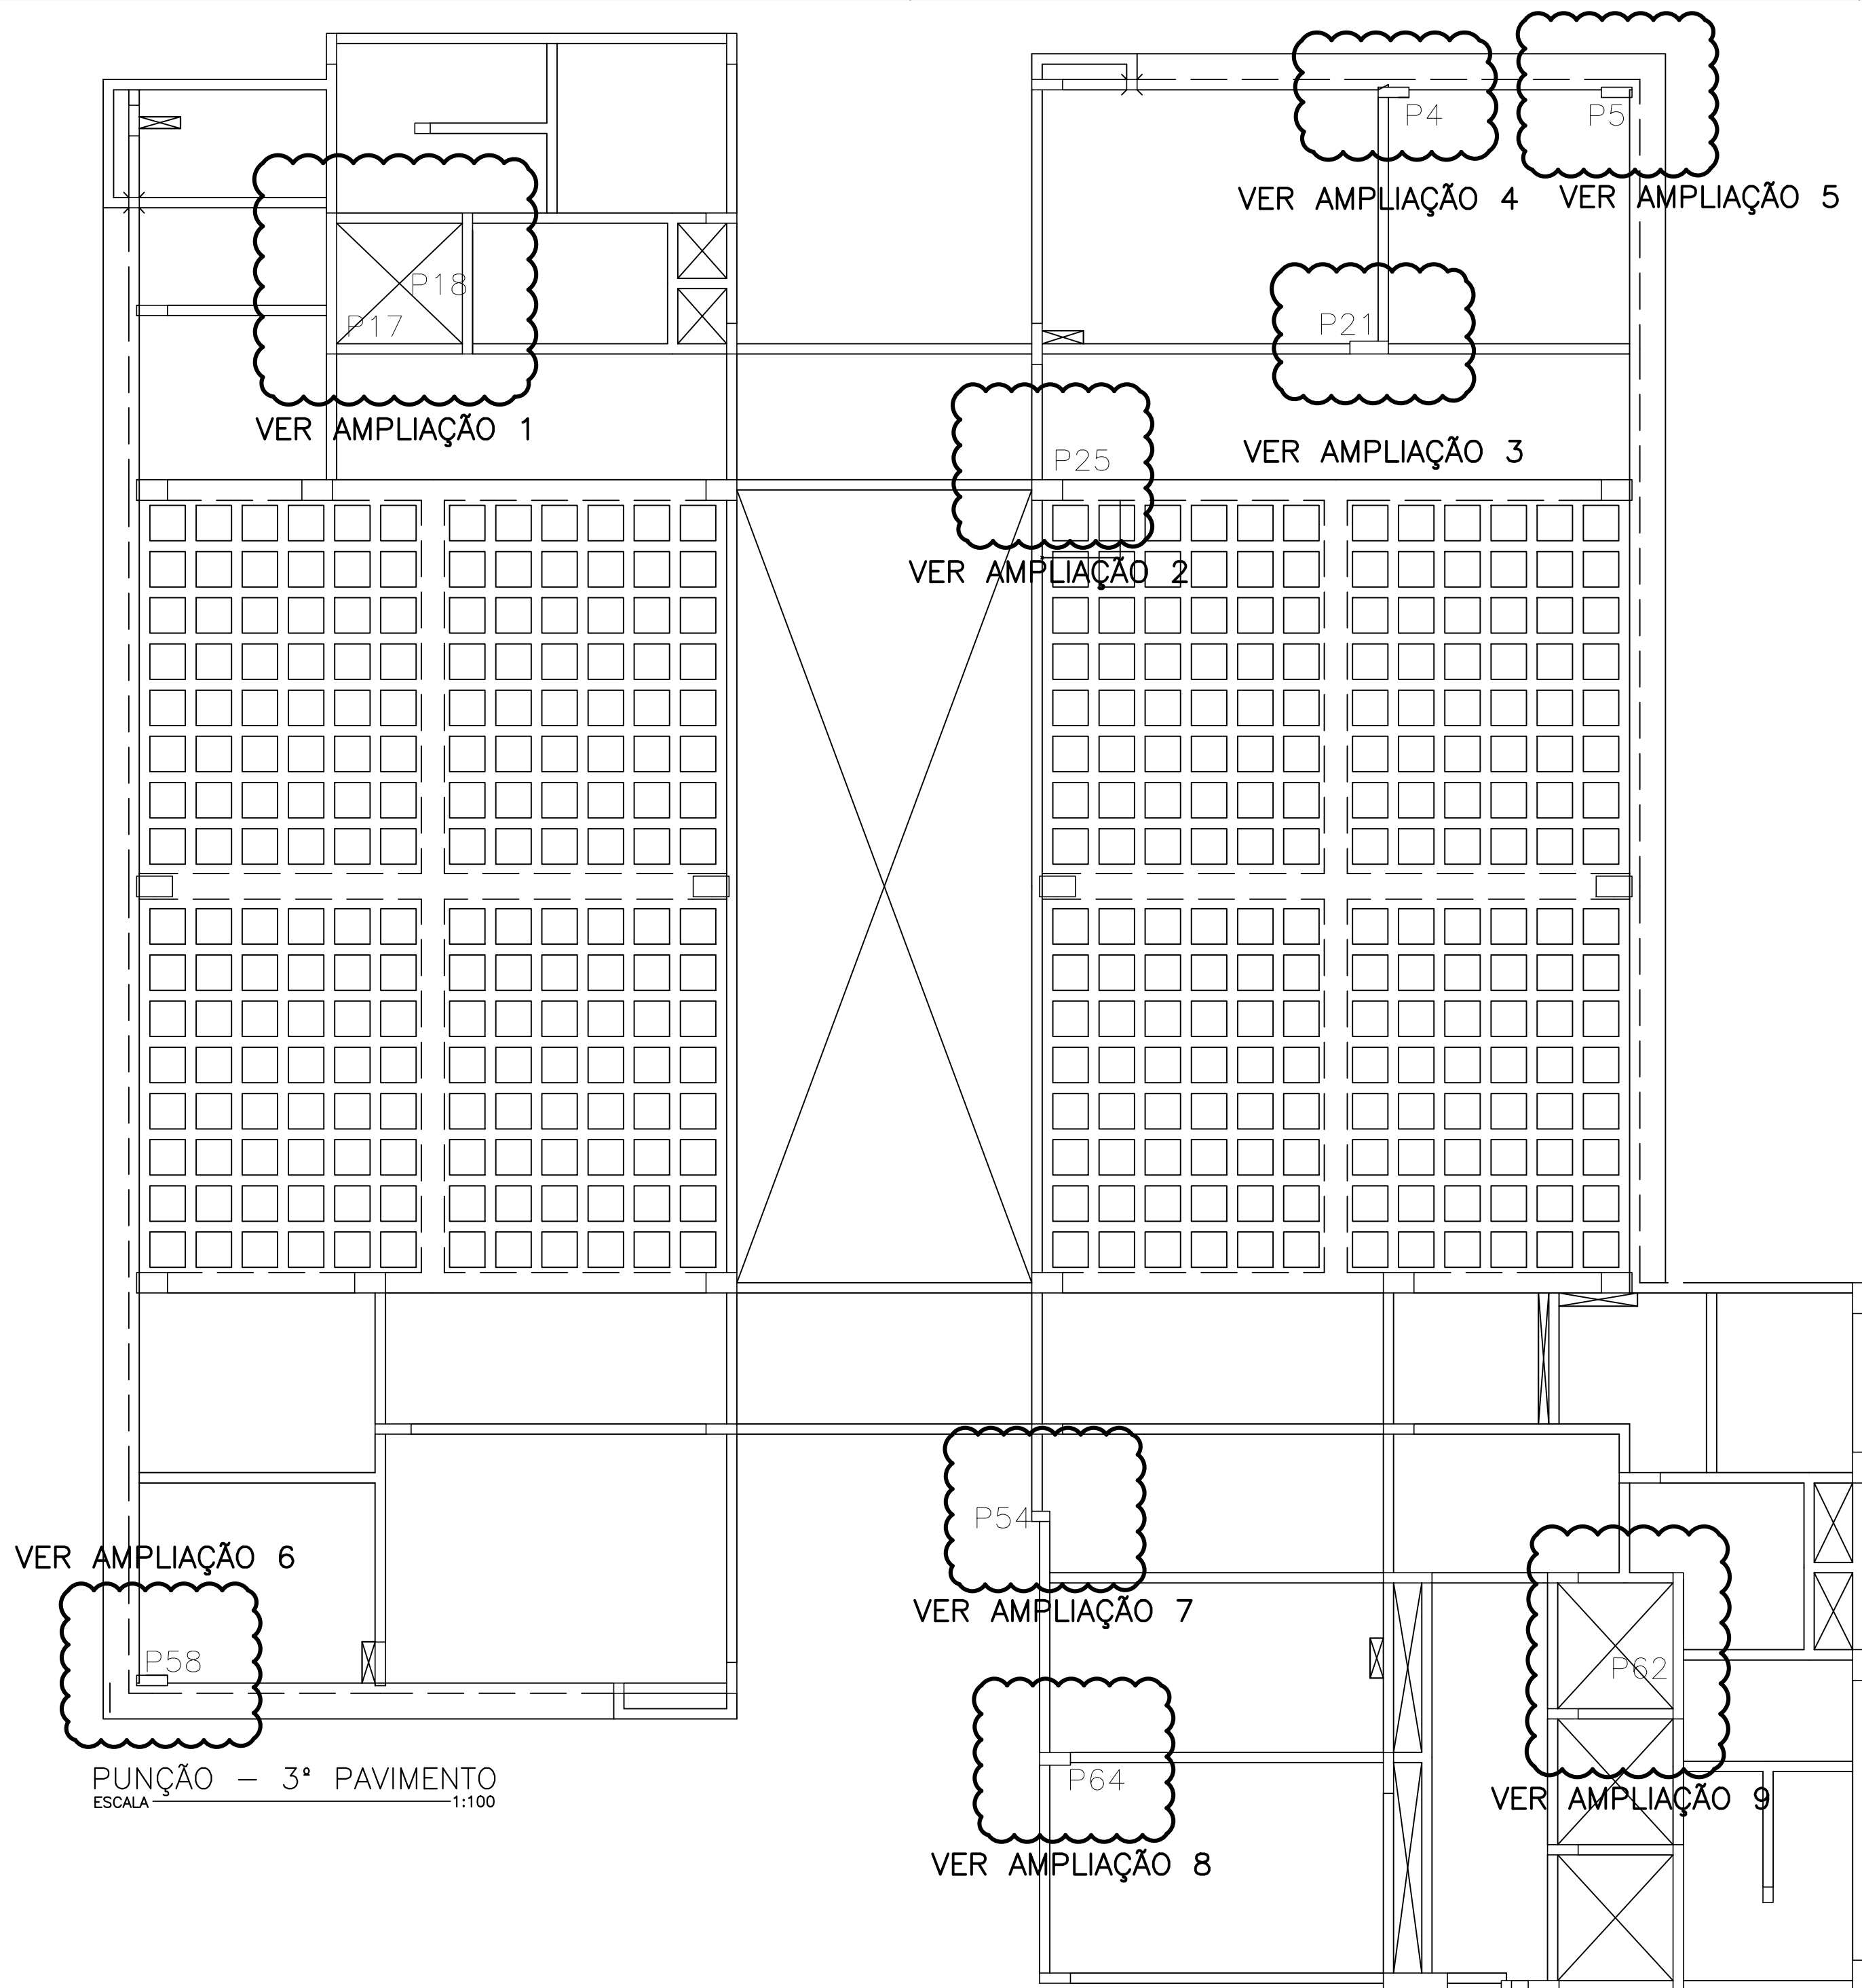 P4
P5
VER AMPLIAÇÃO 4
VER AMPLIAÇÃO 5
P18
P17
P21
VER AMPLIAÇÃO 1
VER AMPLIAÇÃO 3
P25
VER AMPLIAÇÃO 2
P54
VER AMPLIAÇÃO 6
VER AMPLIAÇÃO 7
P58
P62
PUNÇÃO – 3º PAVIMENTO
ESCALA 1:100
P64
VER AMPLIAÇÃO 9
VER AMPLIAÇÃO 8